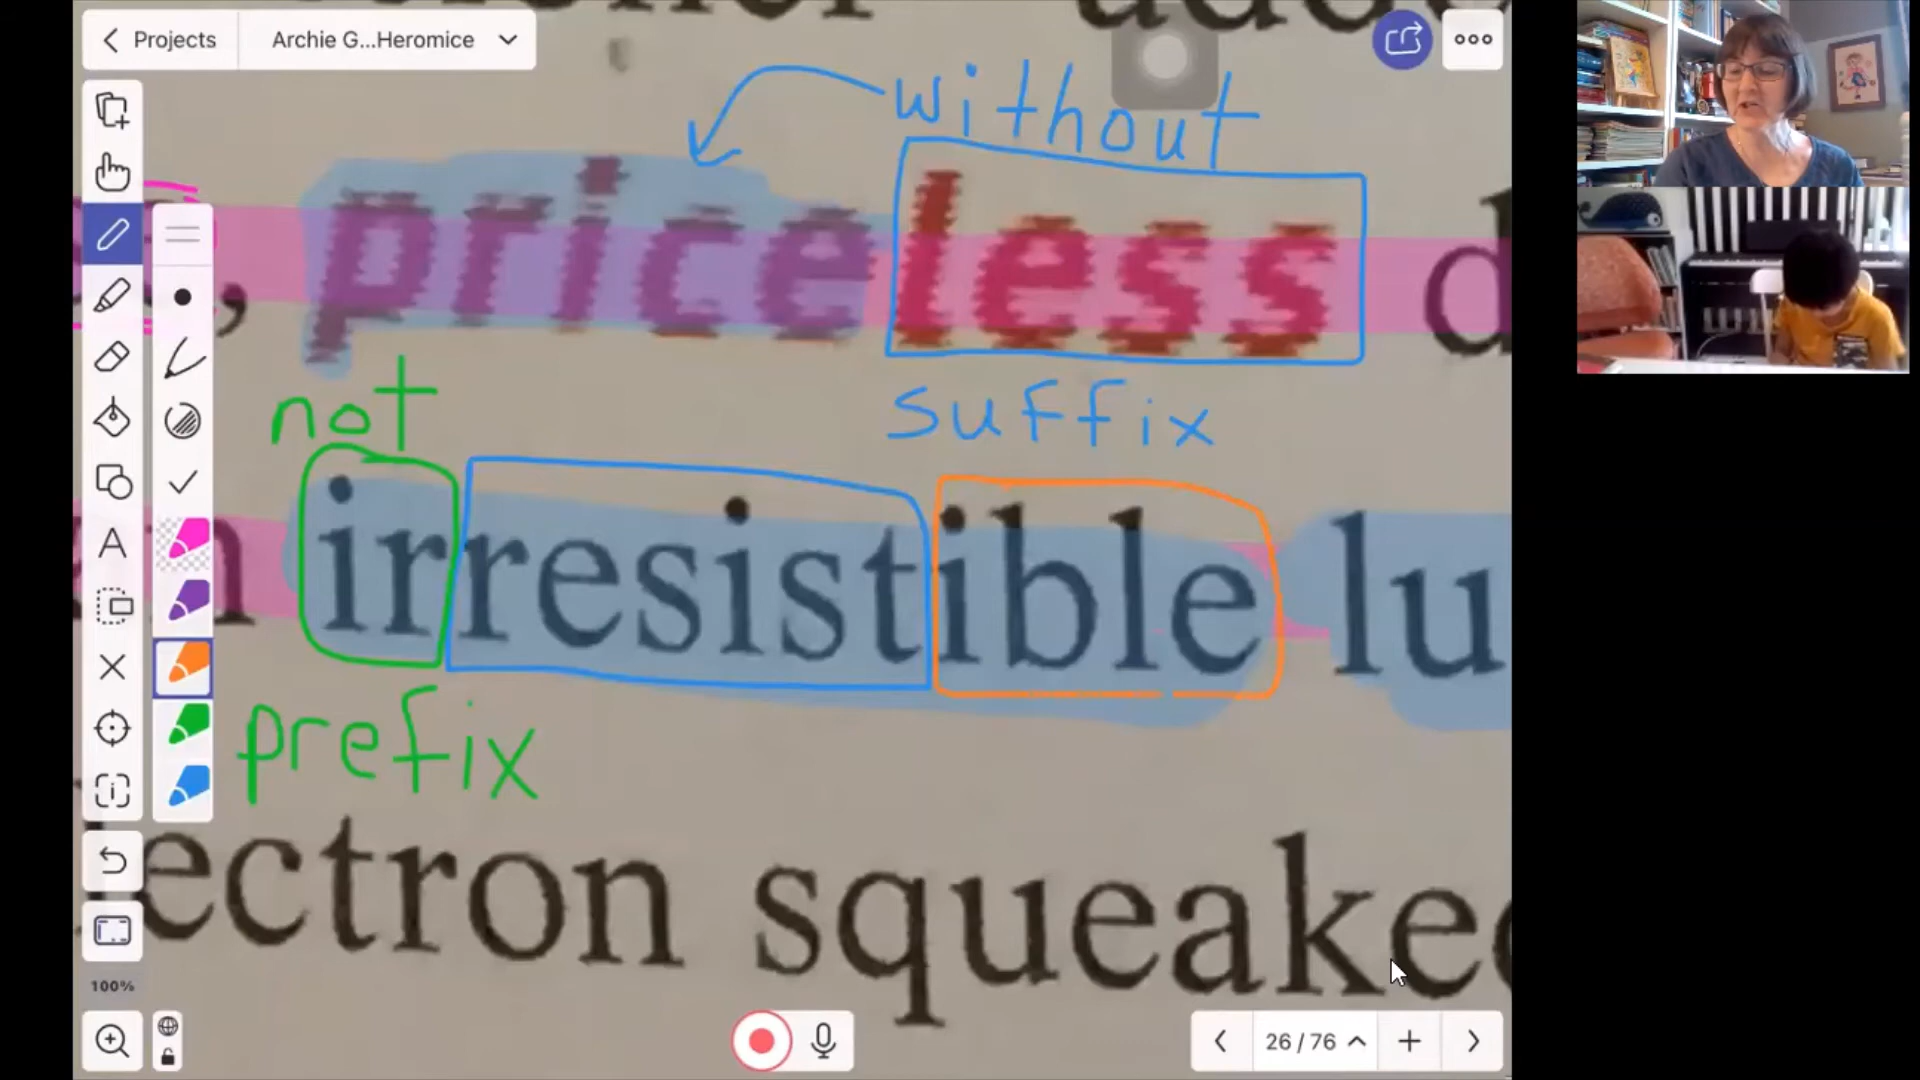 Projects
Archie G...Heromice
without
priceless
suffix
not
irresistible lu
prefix
ectron squeake
A
100%
26 / 76